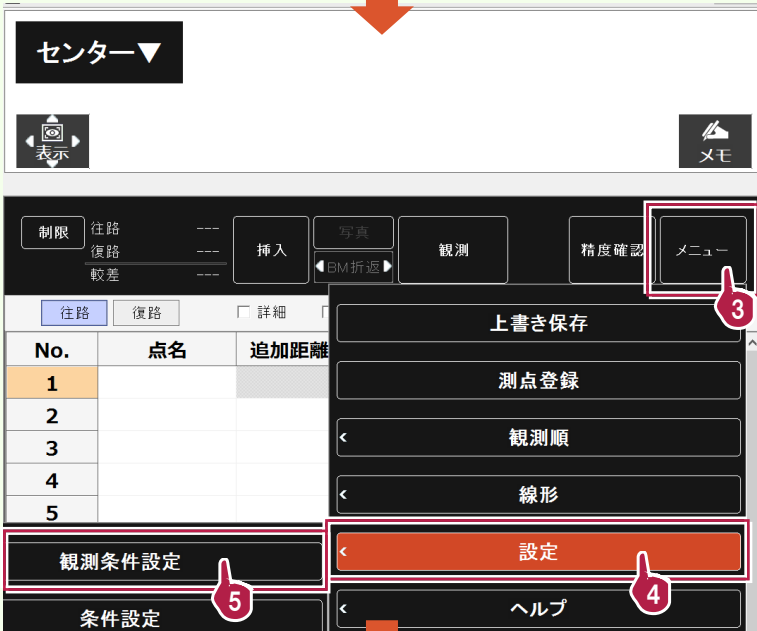 センター▼
表示
メモ
制限
往路 ---
復路 ---
較差 ---
挿入
写真
BM折返
観測
精度確認
メニュー
3
往路
復路
詳細
No. 点名 追加距離
1
2
3
4
5
上書き保存
測点登録
< 観測順
< 線形
< 設定
4
< ヘルプ
観測条件設定
5
条件設定